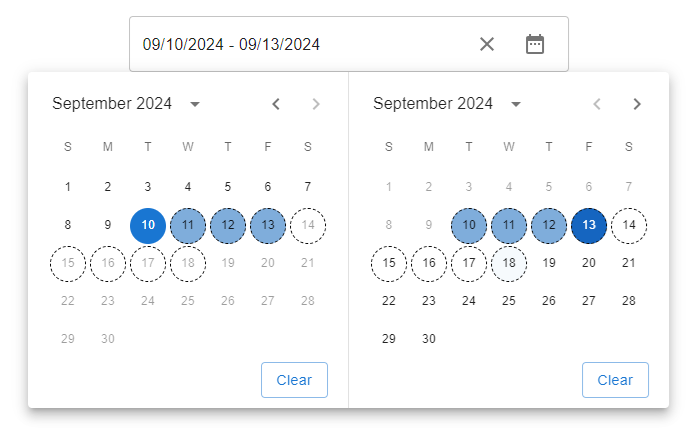 09/10/2024 - 09/13/2024
September 2024
S M T W T F S
1 2 3 4 5 6 7
8 9 10 11 12 13 14
15 16 17 18 19 20 21
22 23 24 25 26 27 28
29 30
Clear
September 2024
S M T W T F S
1 2 3 4 5 6 7
8 9 10 11 12 13 14
15 16 17 18 19 20 21
22 23 24 25 26 27 28
29 30
Clear